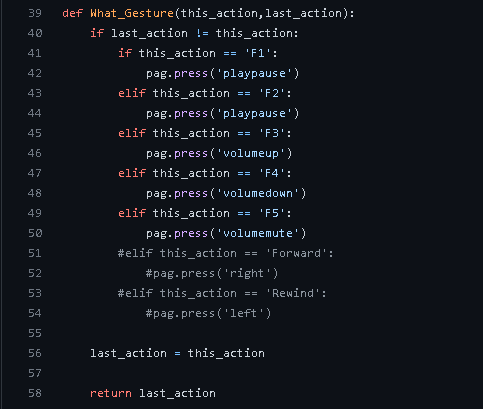 39 def What_Gesture(this_action,last_action):
40     if last_action != this_action:
41         if this_action == 'F1':
42             pag.press('playpause')
43         elif this_action == 'F2':
44             pag.press('playpause')
45         elif this_action == 'F3':
46             pag.press('volumeup')
47         elif this_action == 'F4':
48             pag.press('volumedown')
49         elif this_action == 'F5':
50             pag.press('volumemute')
51         #elif this_action == 'Forward':
52             #pag.press('right')
53         #elif this_action == 'Rewind':
54             #pag.press('left')
55
56     last_action = this_action
57
58     return last_action